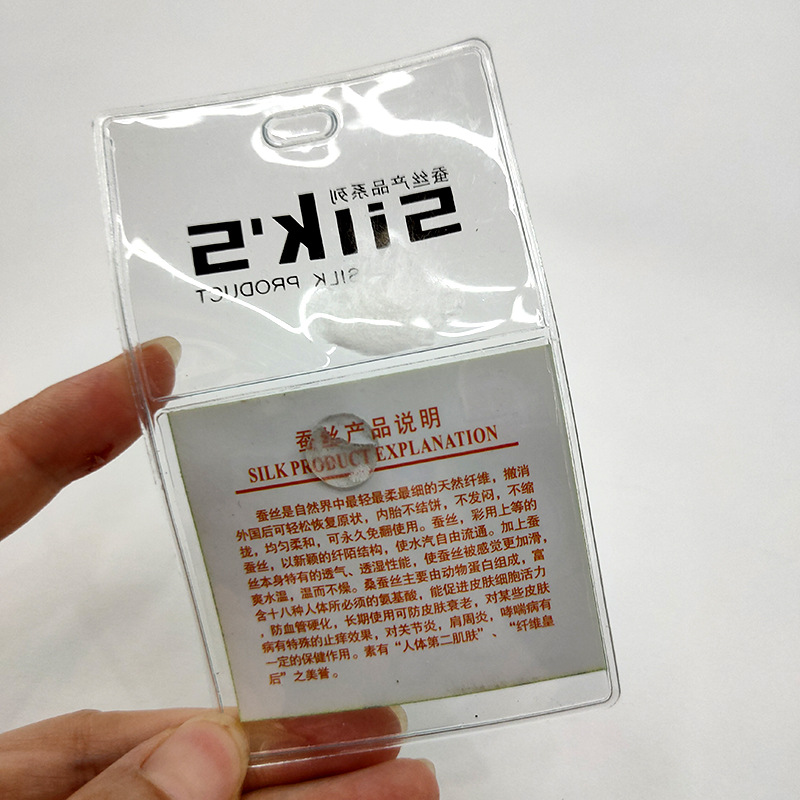 蚕丝产品系列
silk's
SILK PRODUCT
蚕丝产品说明
SILK PRODUCT EXPLANATION
蚕丝是自然界中最轻最柔最细的天然纤维，撤消
外国后可轻松恢复原状，内胎不结饼，不发闷，不缩
拢，均匀柔和，可永久免翻使用。蚕丝，彩用上等的
蚕丝，以新颖的纤陌结构，使水汽自由流通。加上蚕
丝本身特有的透气、透湿性能，使蚕丝被感觉更加滑，
爽水温，温而不燥。桑蚕丝主要由动物蛋白组成，富
含十八种人体所必须的氨基酸，能促进皮肤细胞活力
，防血管硬化，长期使用可防皮肤衰老，对某些皮肤
病有特殊的止痒效果，对关节炎，肩周炎，哮喘病有
一定的保健作用。素有“人体第二肌肤”、“纤维皇
后”之美誉。